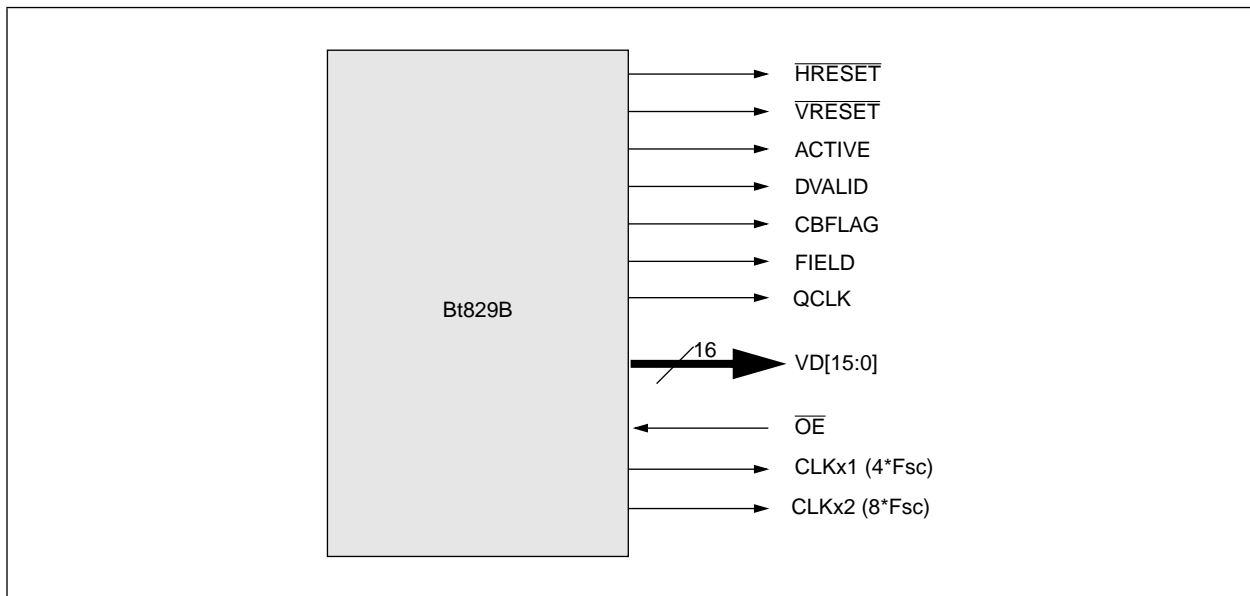 HRESET
VRESET
ACTIVE
DVALID
CBFLAG
FIELD
QCLK
Bt829B
16
VD[15:0]
OE
CLKx1 (4*Fsc)
CLKx2 (8*Fsc)